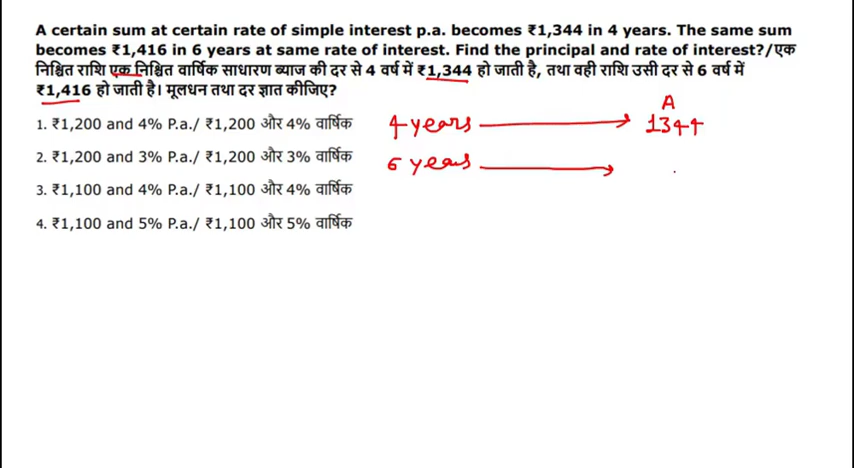 A certain sum at certain rate of simple interest p.a. becomes ₹1,344 in 4 years. The same sum
becomes ₹1,416 in 6 years at same rate of interest. Find the principal and rate of interest?/एक
निश्चित राशि एक निश्चित वार्षिक साधारण ब्याज की दर से 4 वर्ष में ₹1,344 हो जाती है, तथा वही राशि उसी दर से 6 वर्ष में
₹1,416 हो जाती है। मूलधन तथा दर ज्ञात कीजिए?
A
1. ₹1,200 and 4% P.a./ ₹1,200 और 4% वार्षिक 4 years 1344
2. ₹1,200 and 3% P.a./ ₹1,200 और 3% वार्षिक 6 years
3. ₹1,100 and 4% P.a./ ₹1,100 और 4% वार्षिक
4. ₹1,100 and 5% P.a./ ₹1,100 और 5% वार्षिक